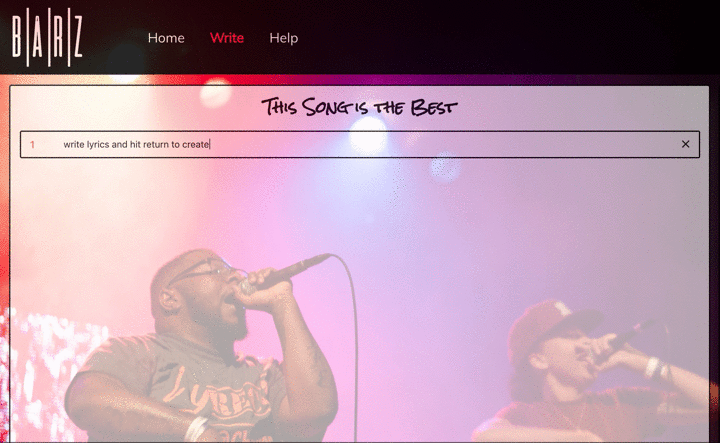 B|A|R|Z
Home Write Help
This Song is the Best
1 write lyrics and hit return to create